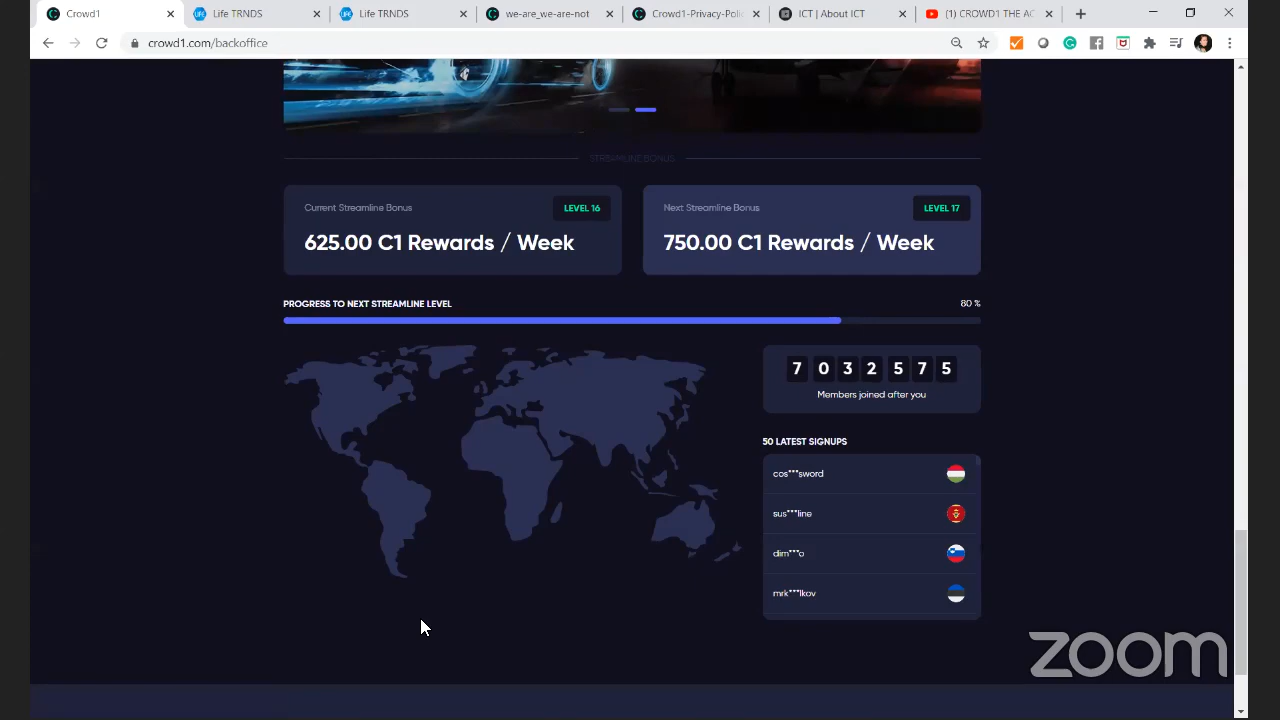 Crowd1
Life TRNDS
Life TRNDS
we-are_we-are-not
Crowd1-Privacy-Po
ICT | About ICT
(1) CROWD1 THE AC
crowd1.com/backoffice
STREAMLINE BONUS
Current Streamline Bonus
LEVEL 16
625.00 C1 Rewards / Week
Next Streamline Bonus
LEVEL 17
750.00 C1 Rewards / Week
PROGRESS TO NEXT STREAMLINE LEVEL
80 %
7 0 3 2 5 7 5
Members joined after you
50 LATEST SIGNUPS
cos***sword
sus***line
dim***o
mrk***lkov
zoom